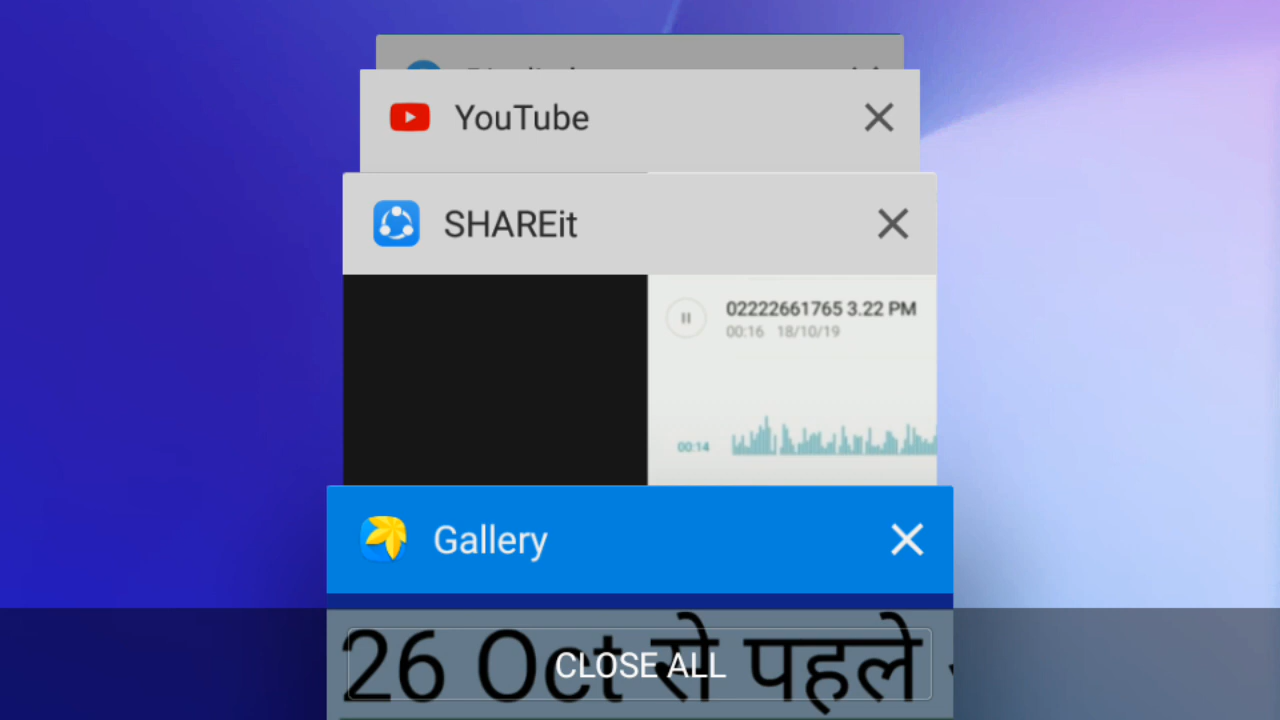 YouTube
SHAREit
02222661765 3.22 PM
00:16 18/10/19
00:14
Gallery
26 Oct से पहले
CLOSE ALL